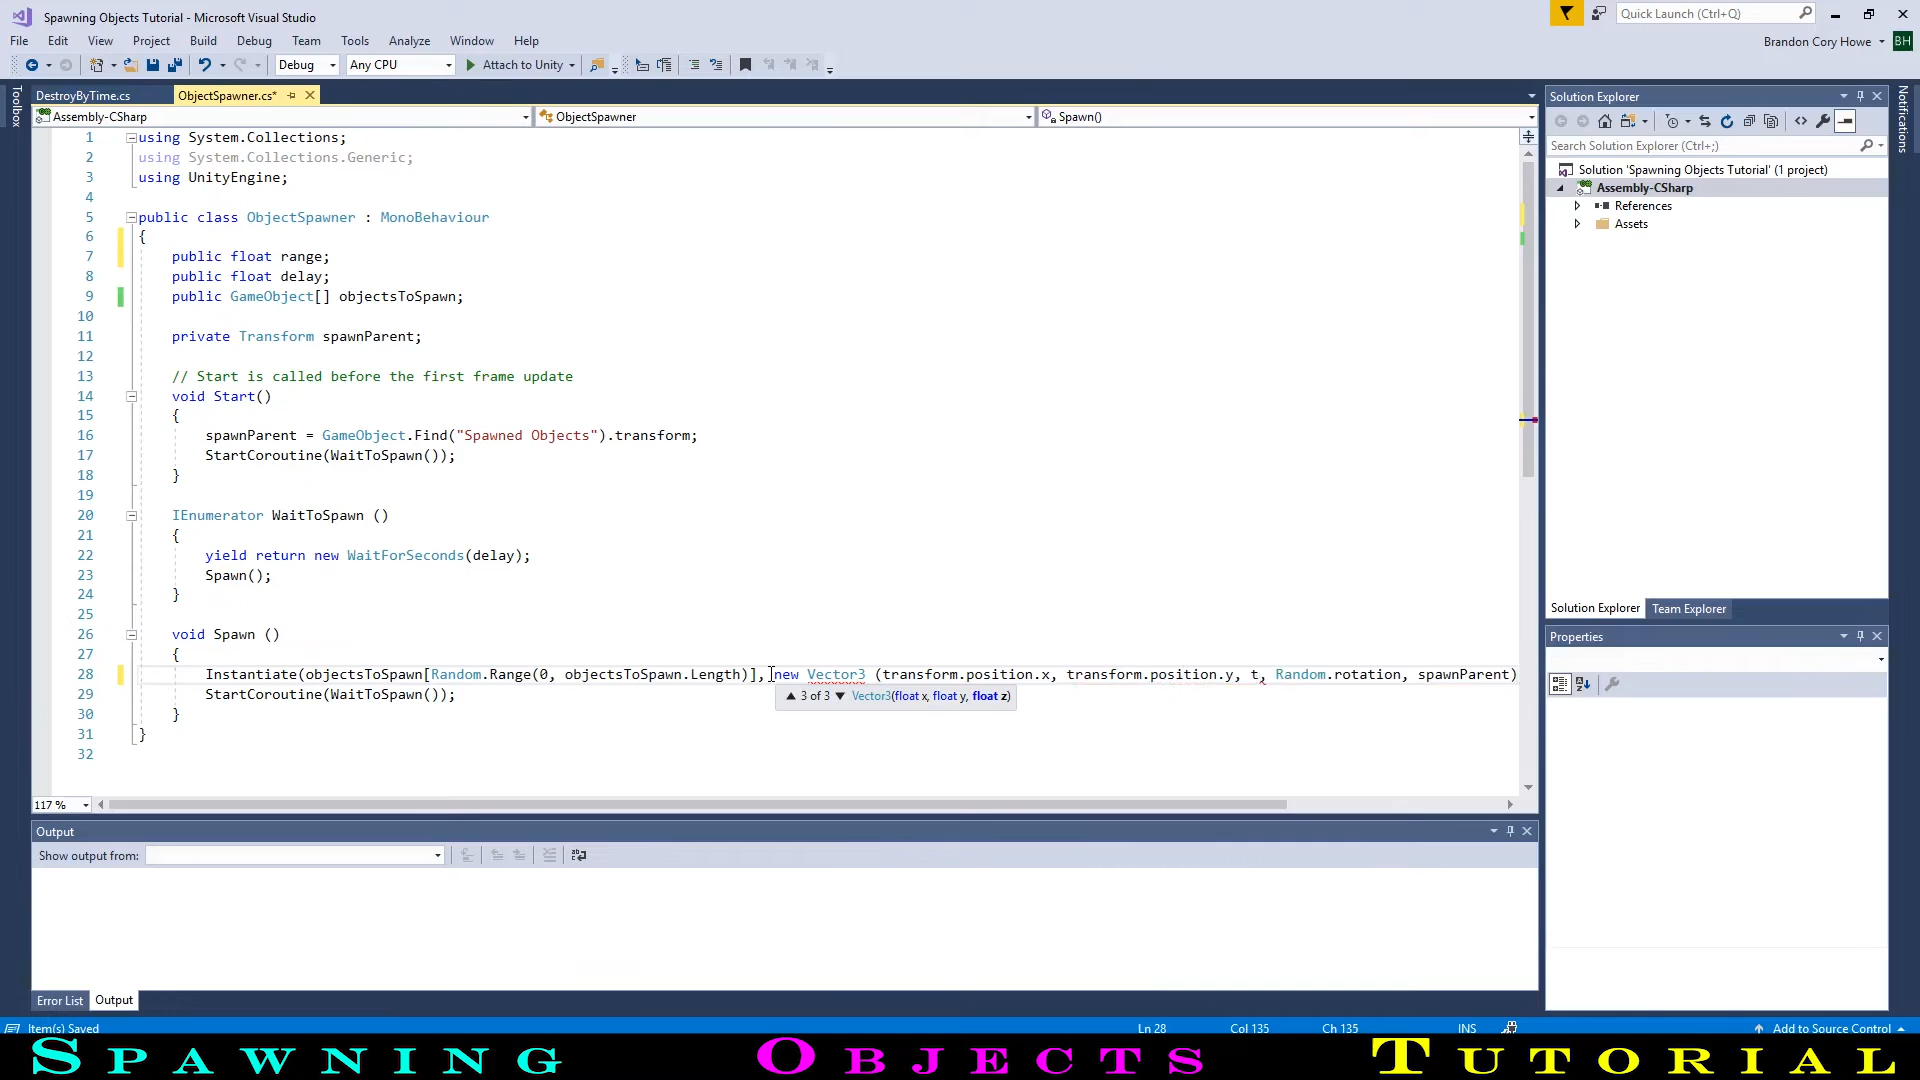 Spawning Objects Tutorial - Microsoft Visual Studio
Quick Launch (Ctrl+Q)
File Edit View Project Build Debug Team Tools Analyze Window Help
Brandon Cory Howe BH
Debug Any CPU Attach to Unity
Toolbox
DestroyByTime.cs ObjectSpawner.cs*
Assembly-CSharp ObjectSpawner Spawn()
1 using System.Collections;
2 using System.Collections.Generic;
3 using UnityEngine;
4
5 public class ObjectSpawner : MonoBehaviour
6 {
7 public float range;
8 public float delay;
9 public GameObject[] objectsToSpawn;
10
11 private Transform spawnParent;
12
13 // Start is called before the first frame update
14 void Start()
15 {
16 spawnParent = GameObject.Find("Spawned Objects").transform;
17 StartCoroutine(WaitToSpawn());
18 }
19
20 IEnumerator WaitToSpawn ()
21 {
22 yield return new WaitForSeconds(delay);
23 Spawn();
24 }
25
26 void Spawn ()
27 {
28 Instantiate(objectsToSpawn[Random.Range(0, objectsToSpawn.Length)], new Vector3 (transform.position.x, transform.position.y, t, Random.rotation, spawnParent)
3 of 3 Vector3(float x, float y, float z)
29 StartCoroutine(WaitToSpawn());
30 }
31 }
32
117 %
Output
Show output from:
Error List Output
Solution Explorer
Search Solution Explorer (Ctrl+;)
Solution 'Spawning Objects Tutorial' (1 project)
Assembly-CSharp
References
Assets
Solution Explorer Team Explorer
Properties
Notifications
Item(s) Saved Ln 28 Col 135 Ch 135 INS Add to Source Control
SPAWNING OBJECTS TUTORIAL